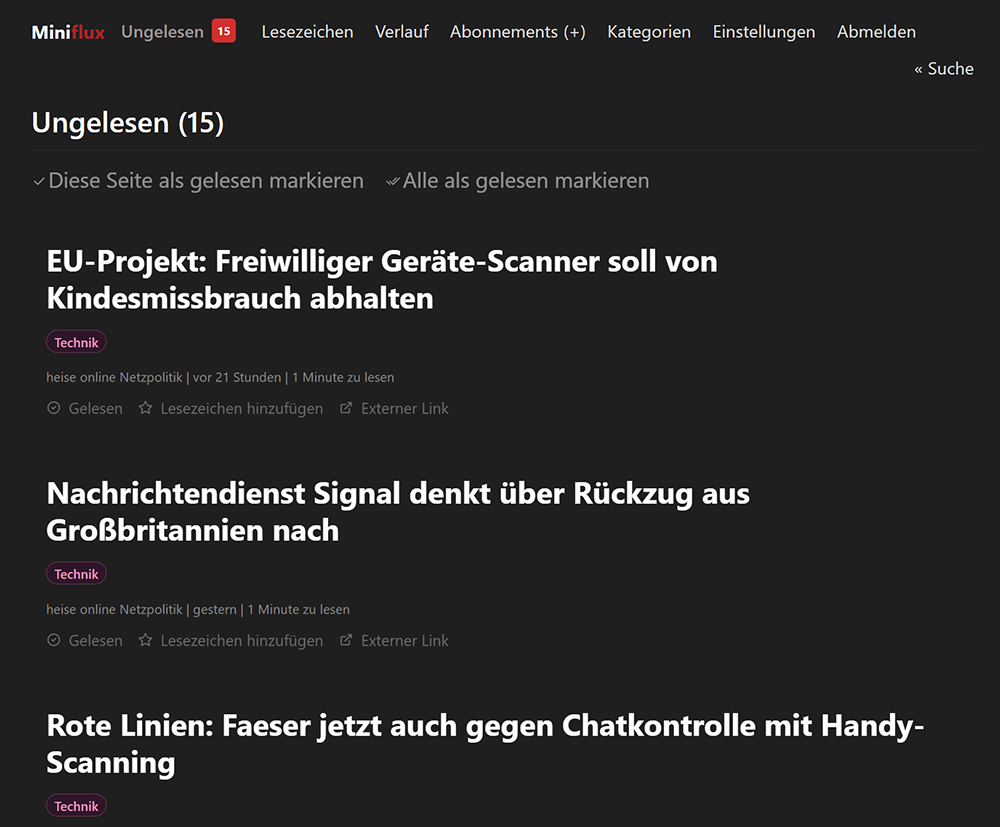 Miniflux Ungelesen 15 Lesezeichen Verlauf Abonnements (+) Kategorien Einstellungen Abmelden
« Suche
Ungelesen (15)
Diese Seite als gelesen markieren Alle als gelesen markieren
EU-Projekt: Freiwilliger Geräte-Scanner soll von
Kindesmissbrauch abhalten
Technik
heise online Netzpolitik | vor 21 Stunden | 1 Minute zu lesen
Gelesen Lesezeichen hinzufügen Externer Link
Nachrichtendienst Signal denkt über Rückzug aus
Großbritannien nach
Technik
heise online Netzpolitik | gestern | 1 Minute zu lesen
Gelesen Lesezeichen hinzufügen Externer Link
Rote Linien: Faeser jetzt auch gegen Chatkontrolle mit Handy-
Scanning
Technik